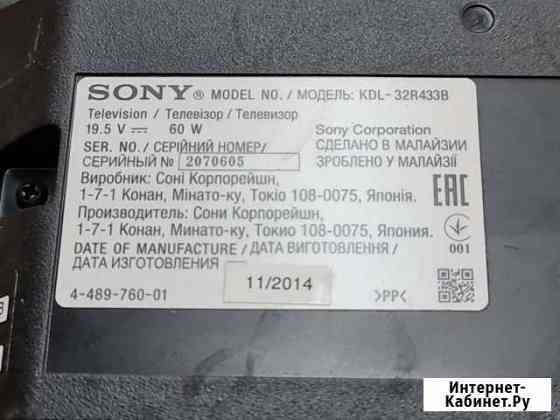 SONY® MODEL NO. / МОДЕЛЬ: KDL-32R433B
Television / Телевізор / Телевизор
19.5 V 60 W
Sony Corporation
SER. NO. / СЕРІЙНИЙ НОМЕР/
СЕРИЙНЫЙ № 2070605
СДЕЛАНО В МАЛАЙЗИИ
ЗРОБЛЕНО У МАЛАЙЗІЇ
Виробник: Соні Корпорейшн,
1-7-1 Конан, Мінато-ку, Токіо 108-0075, Японія.
Производитель: Сони Корпорейшн,
1-7-1 Конан, Минато-ку, Токио 108-0075, Япония.
EAC
001
DATE OF MANUFACTURE / ДАТА ВИГОТОВЛЕННЯ /
ДАТА ИЗГОТОВЛЕНИЯ
11/2014
4-489-760-01
>PP<
Интернет-
Кабинет.Ру